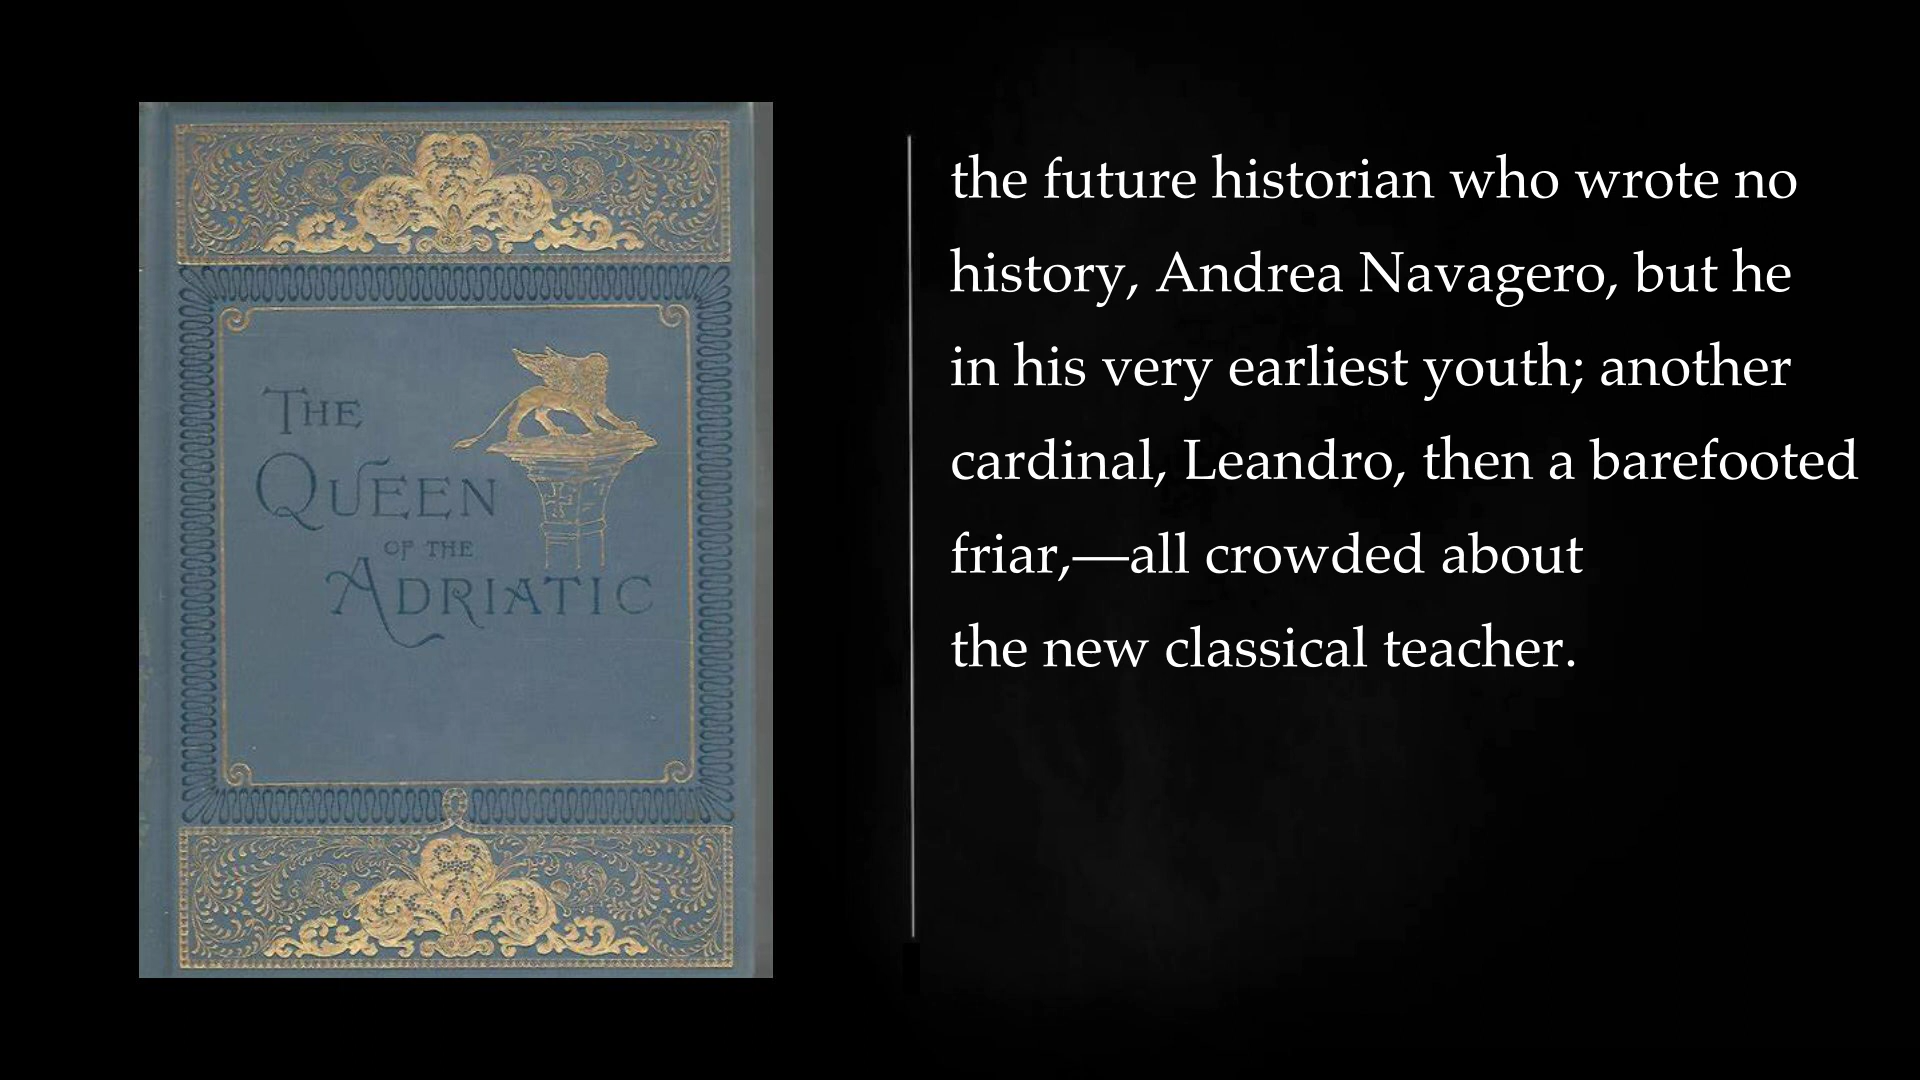 THE
QUEEN
OF THE
ADRIATIC
the future historian who wrote no
history, Andrea Navagero, but he
in his very earliest youth; another
cardinal, Leandro, then a barefooted
friar,—all crowded about
the new classical teacher.